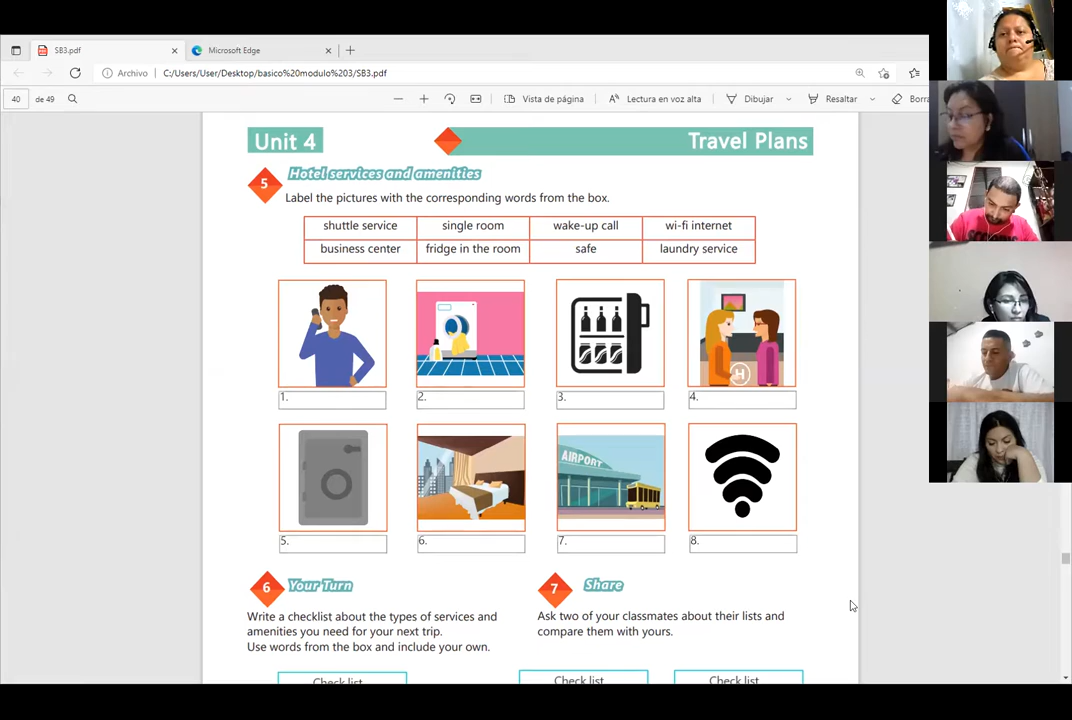 SB3.pdf
Microsoft Edge
Archivo
C:/Users/User/Desktop/basico%20modulo%203/SB3.pdf
40
de 49
Vista de página
Lectura en voz alta
Dibujar
Resaltar
Borra
Unit 4
Travel Plans
5
Hotel services and amenities
Label the pictures with the corresponding words from the box.
shuttle service
single room
wake-up call
wi-fi internet
business center
fridge in the room
safe
laundry service
H
1.
2.
3.
4.
AIRPORT
5.
6.
7.
8.
6
Your Turn
Write a checklist about the types of services and
amenities you need for your next trip.
Use words from the box and include your own.
7
Share
Ask two of your classmates about their lists and
compare them with yours.
Check list
Check list
Check list